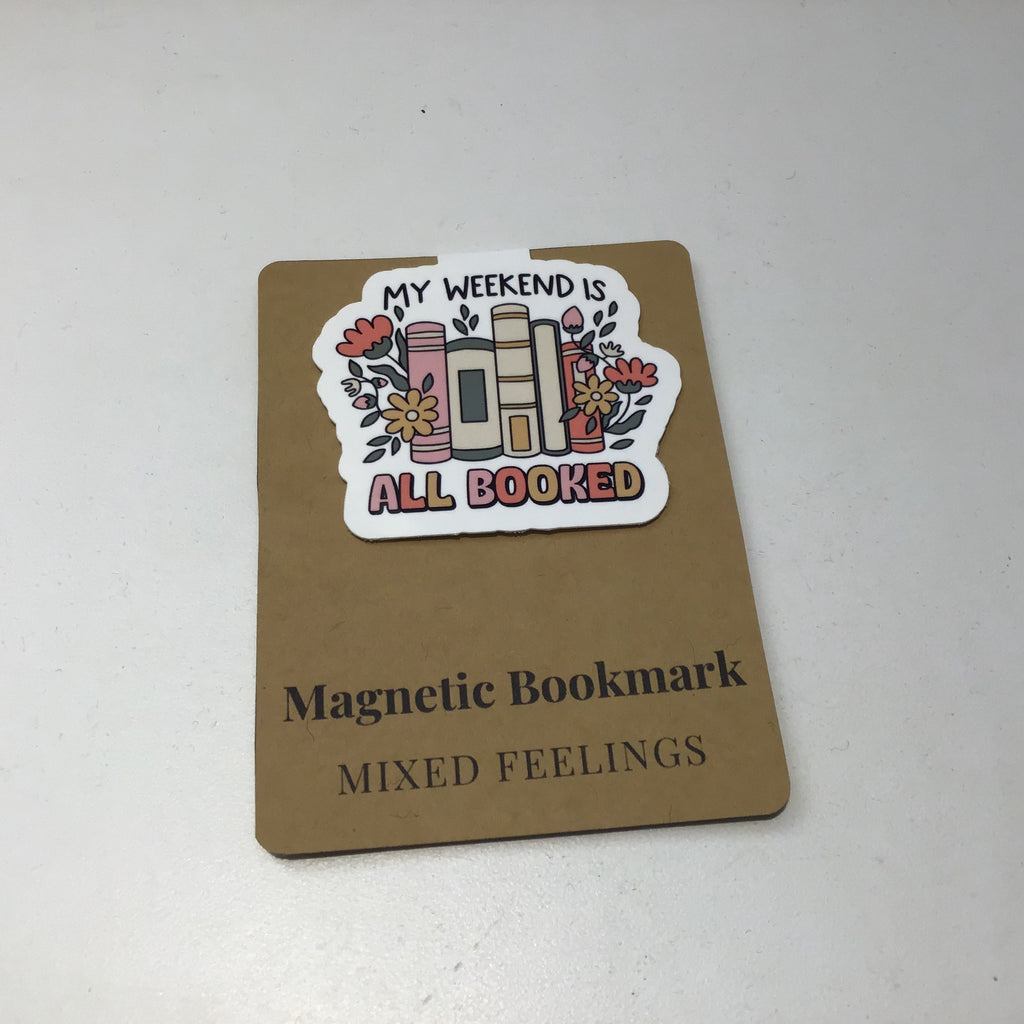 MY WEEKEND IS
ALL BOOKED
Magnetic Bookmark
MIXED FEELINGS